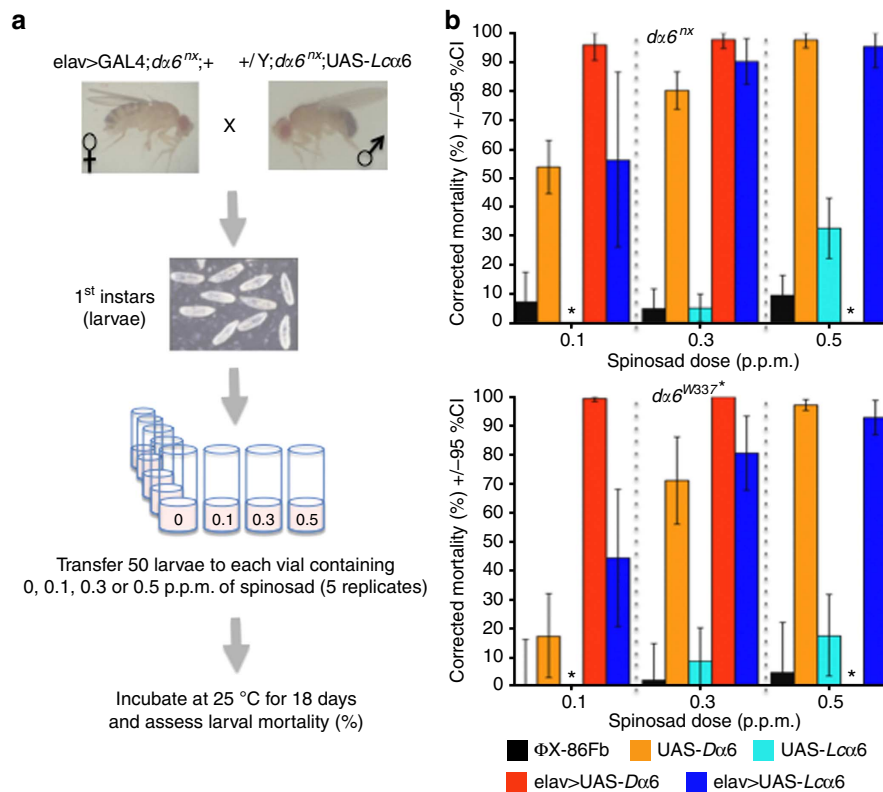 a
elav>GAL4;dα6ⁿˣ;+
+/Y;dα6ⁿˣ;UAS-Lcα6
♀
X
♂
1ˢᵗ instars
(larvae)
0
0.1
0.3
0.5
Transfer 50 larvae to each vial containing
0, 0.1, 0.3 or 0.5 p.p.m. of spinosad (5 replicates)
Incubate at 25 °C for 18 days
and assess larval mortality (%)
b
dα6ⁿˣ
Corrected mortality (%) +/−95 %CI
100
90
80
70
60
50
40
30
20
10
0
*
*
0.1
0.3
0.5
Spinosad dose (p.p.m.)
dα6ᵂ³³⁷*
Corrected mortality (%) +/−95 %CI
100
90
80
70
60
50
40
30
20
10
0
*
*
0.1
0.3
0.5
Spinosad dose (p.p.m.)
ΦX-86Fb
UAS-Dα6
UAS-Lcα6
elav>UAS-Dα6
elav>UAS-Lcα6